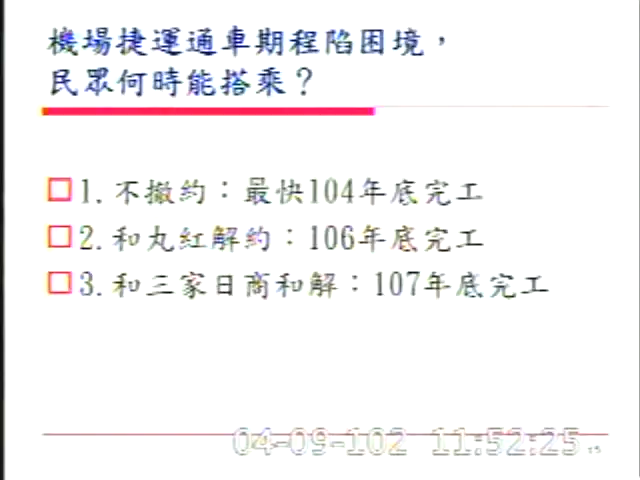 機場捷運通車期程陷困境，
民眾何時能搭乘？
□1.不撤約：最快104年底完工
□2.和丸紅解約：106年底完工
□3.和三家日商和解：107年底完工
04-09-102 11:52:25
15